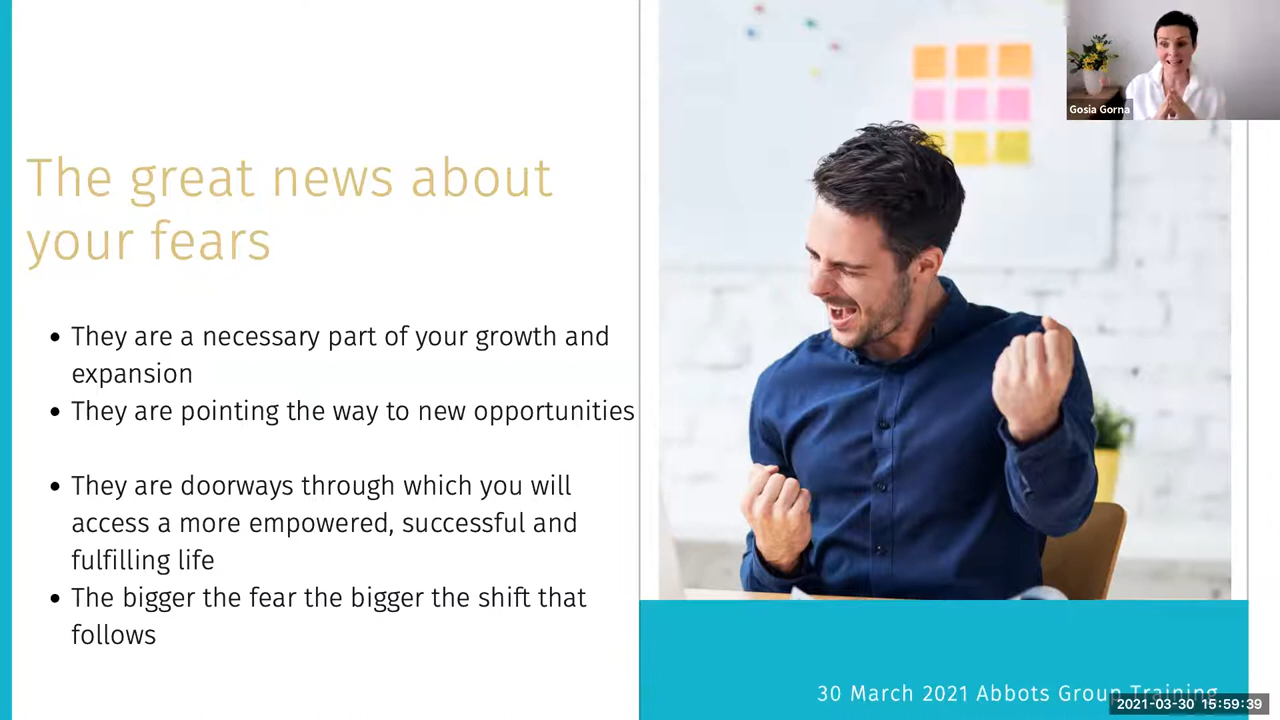 The great news about
your fears
• They are a necessary part of your growth and
expansion
• They are pointing the way to new opportunities
• They are doorways through which you will
access a more empowered, successful and
fulfilling life
• The bigger the fear the bigger the shift that
follows
Gosia Gorna
30 March 2021 Abbots Group Training
2021-03-30 15:59:39